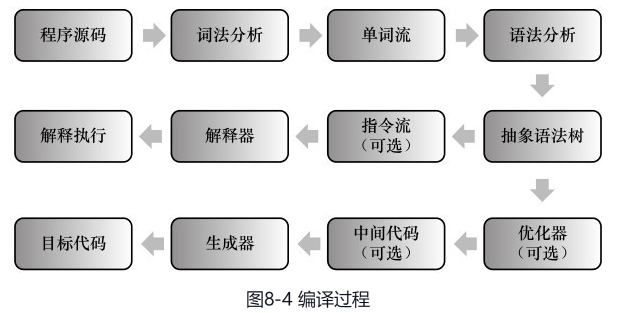 程序源码
词法分析
单词流
语法分析
解释执行
解释器
指令流
（可选）
抽象语法树
目标代码
生成器
中间代码
（可选）
优化器
（可选）
图8-4 编译过程